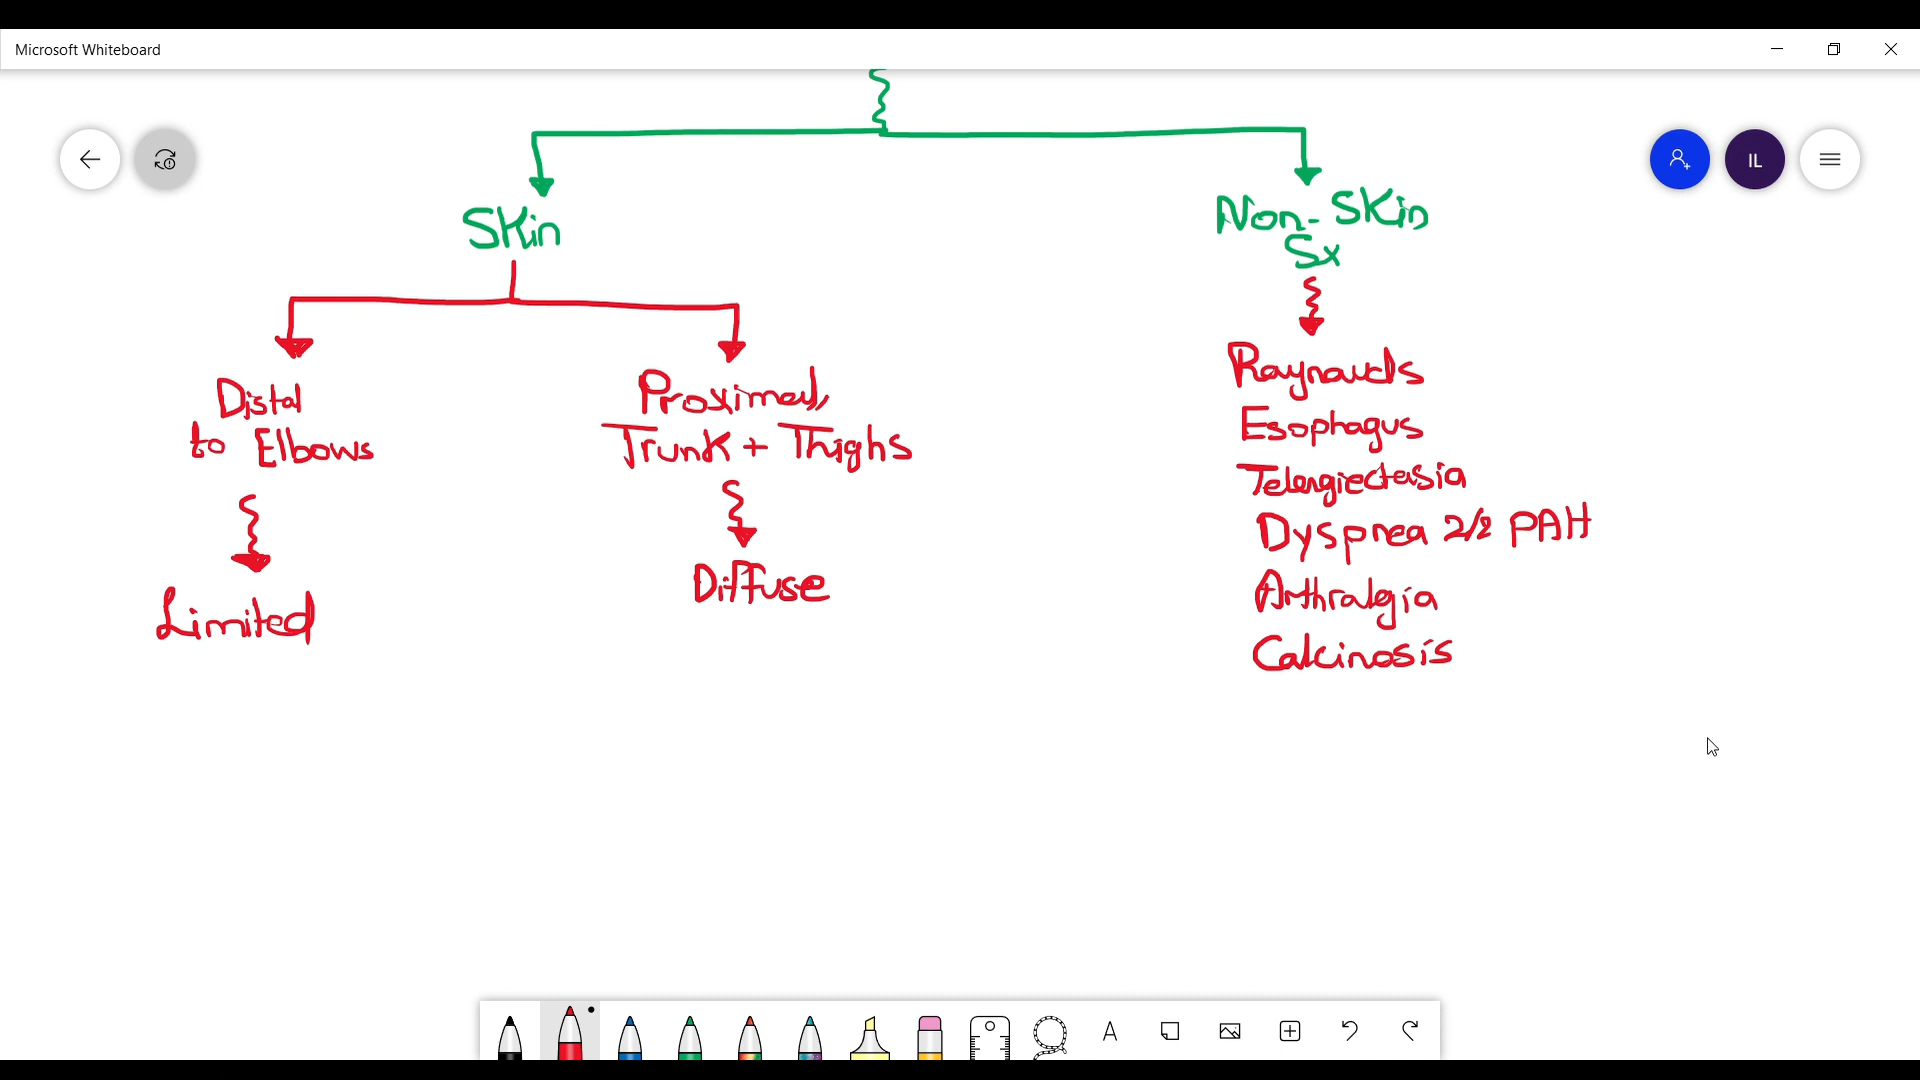 Microsoft Whiteboard
IL
Skin
Non-Skin
Sx
Distal
to Elbows
Limited
Proximal,
Trunk + Thighs
Diffuse
Raynauds
Esophagus
Telengiectasia
Dyspnea 2/2 PAH
Arthralgia
Calcinosis
A